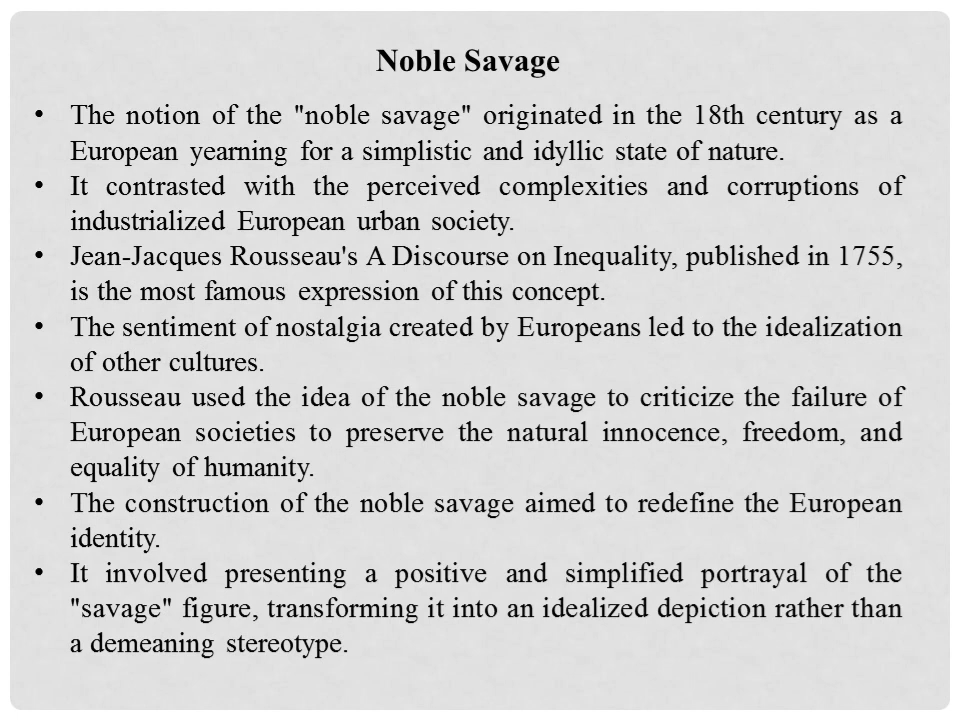 Noble Savage
• The notion of the "noble savage" originated in the 18th century as a
European yearning for a simplistic and idyllic state of nature.
• It contrasted with the perceived complexities and corruptions of
industrialized European urban society.
• Jean-Jacques Rousseau's A Discourse on Inequality, published in 1755,
is the most famous expression of this concept.
• The sentiment of nostalgia created by Europeans led to the idealization
of other cultures.
• Rousseau used the idea of the noble savage to criticize the failure of
European societies to preserve the natural innocence, freedom, and
equality of humanity.
• The construction of the noble savage aimed to redefine the European
identity.
• It involved presenting a positive and simplified portrayal of the
"savage" figure, transforming it into an idealized depiction rather than
a demeaning stereotype.